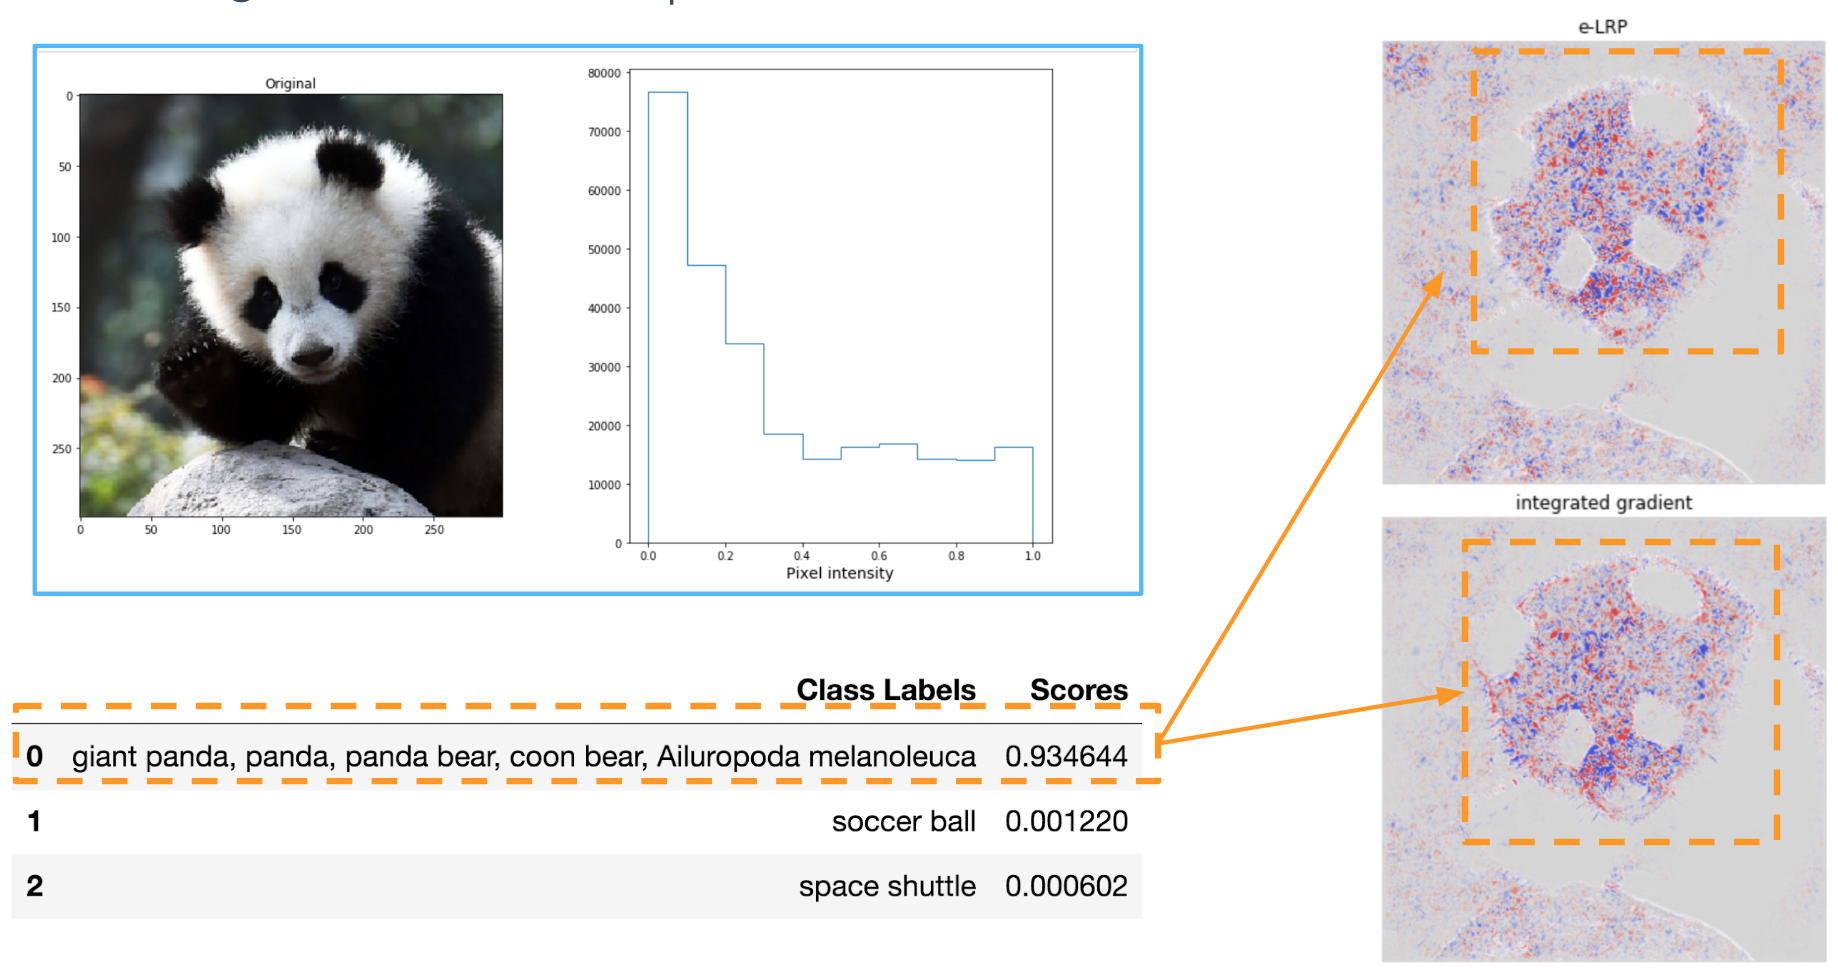 Original
0
50
100
150
200
250
0 50 100 150 200 250
80000
70000
60000
50000
40000
30000
20000
10000
0
0.0 0.2 0.4 0.6 0.8 1.0
Pixel intensity
e-LRP
integrated gradient
Class Labels Scores
0 giant panda, panda, panda bear, coon bear, Ailuropoda melanoleuca 0.934644
1 soccer ball 0.001220
2 space shuttle 0.000602